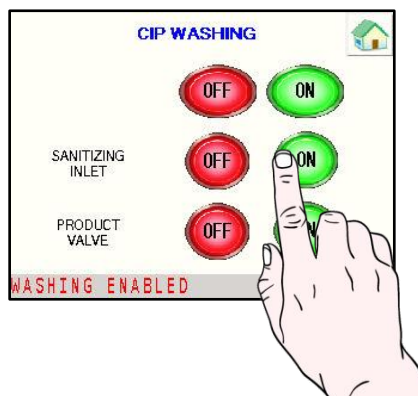 CIP WASHING
OFF ON
SANITIZING
INLET
OFF ON
PRODUCT
VALVE
OFF
WASHING ENABLED